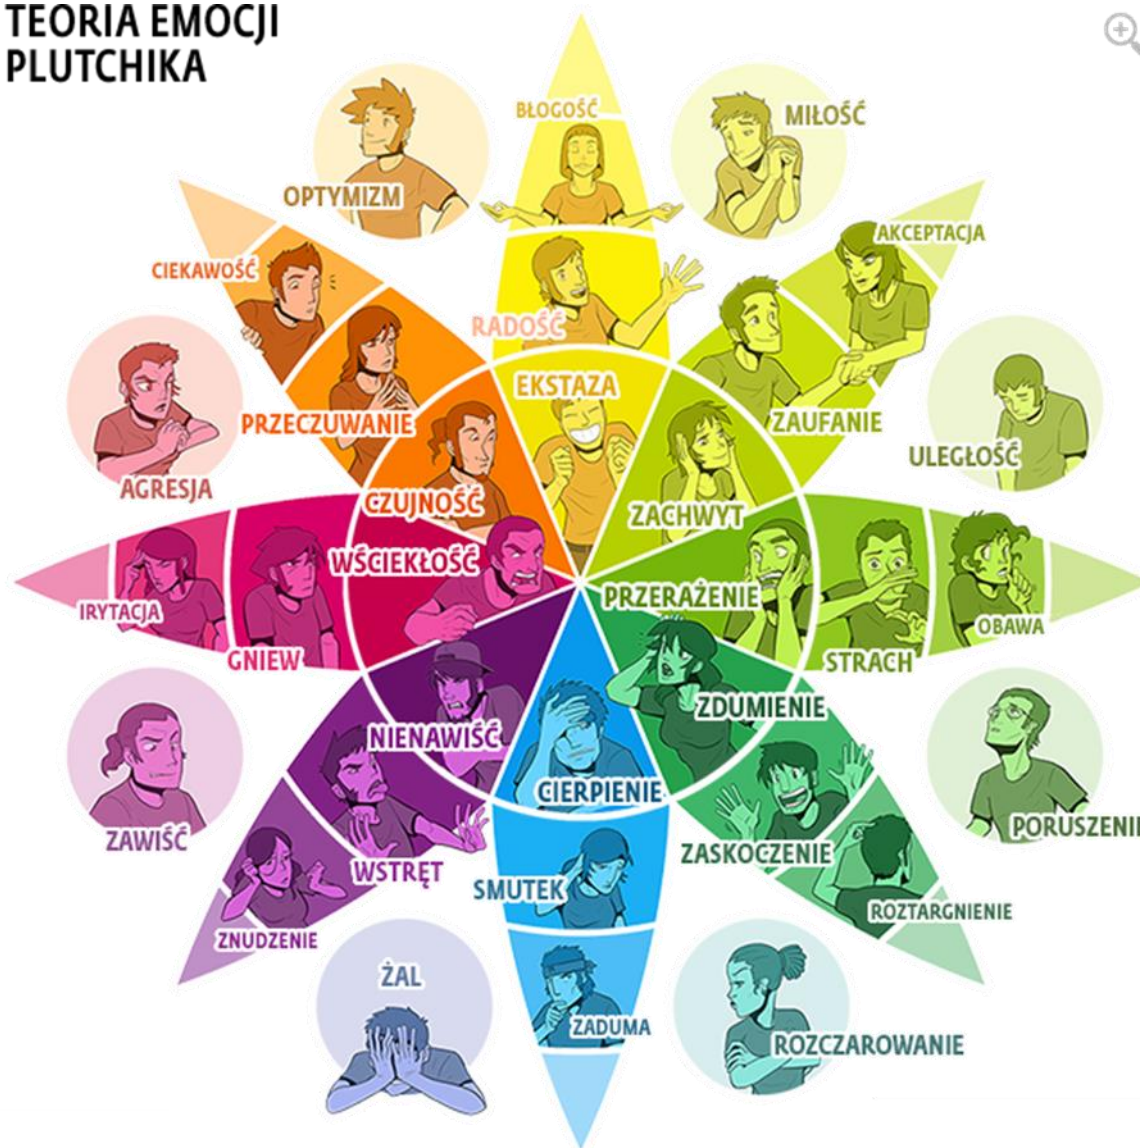 TEORIA EMOCJI
PLUTCHIKA
BŁOGOŚĆ
MIŁOŚĆ
OPTYMIZM
AKCEPTACJA
CIEKAWOŚĆ
RADOŚĆ
EKSTAZA
PRZECZUWANIE
ZAUFANIE
ULEGŁOŚĆ
AGRESJA
CZUJNOŚĆ
ZACHWYT
WŚCIEKŁOŚĆ
PRZERAŻENIE
IRYTACJA
OBAWA
GNIEW
STRACH
ZDUMIENIE
NIENAWIŚĆ
CIERPIENIE
PORUSZENI
ZAWIŚĆ
ZASKOCZENIE
WSTRĘT
SMUTEK
ROZTARGNIENIE
ZNUDZENIE
ŻAL
ZADUMA
ROZCZAROWANIE